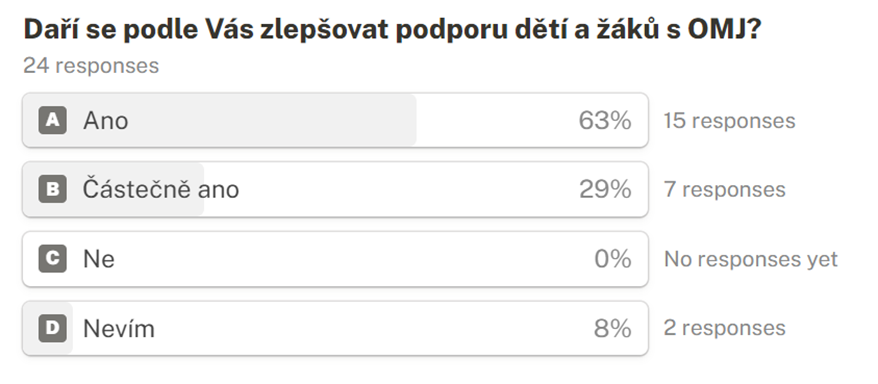 Daří se podle Vás zlepšovat podporu dětí a žáků s OMJ?
24 responses
A Ano 63% 15 responses
B Částečně ano 29% 7 responses
C Ne 0% No responses yet
D Nevím 8% 2 responses